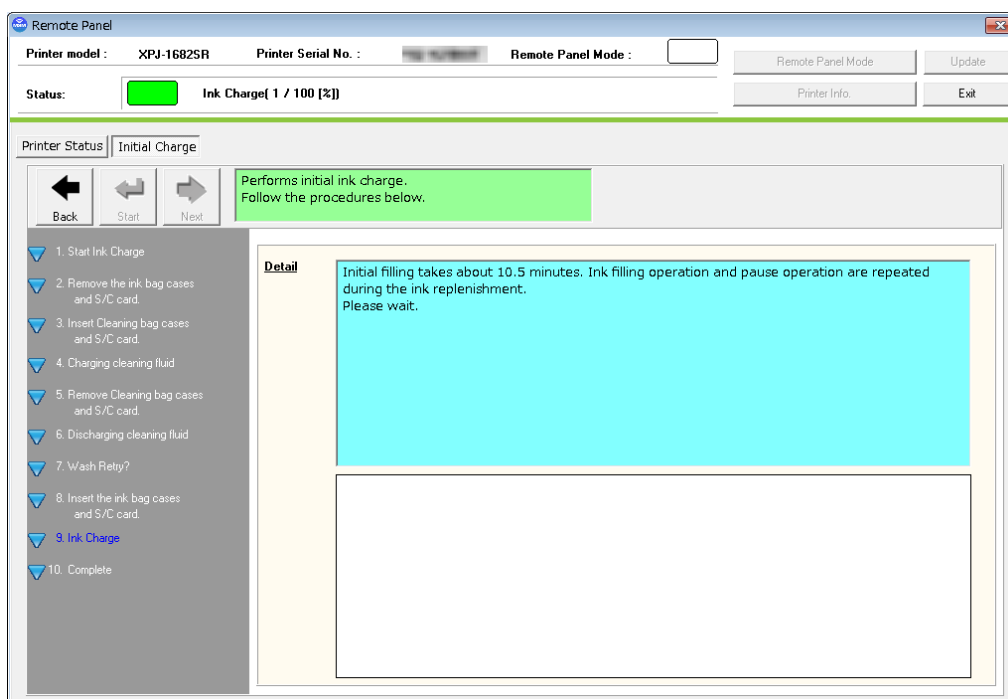 Remote Panel
Printer model : XPJ-1682SR Printer Serial No. : Remote Panel Mode :
Remote Panel Mode Update
Status: Ink Charge( 1 / 100 [%])
Printer Info. Exit
Printer Status Initial Charge
Back Start Next
Performs initial ink charge.
Follow the procedures below.
1. Start Ink Charge
2. Remove the ink bag cases
and S/C card.
3. Insert Cleaning bag cases
and S/C card.
4. Charging cleaning fluid
5. Remove Cleaning bag cases
and S/C card.
6. Discharging cleaning fluid
7. Wash Retry?
8. Insert the ink bag cases
and S/C card.
9. Ink Charge
10. Complete
Detail
Initial filling takes about 10.5 minutes. Ink filling operation and pause operation are repeated
during the ink replenishment.
Please wait.